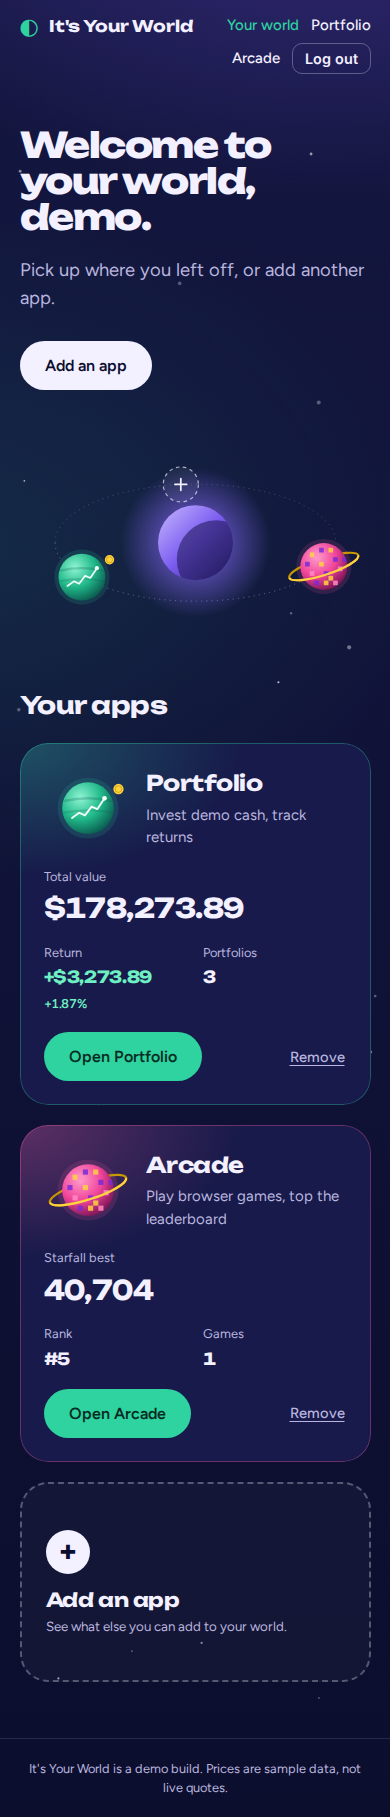 It's Your World
Your world
Portfolio
Arcade
Log out
Welcome to
your world,
demo.
Pick up where you left off, or add another
app.
Add an app
Your apps
Portfolio
Invest demo cash, track
returns
Total value
$178,273.89
Return
Portfolios
+$3,273.89
3
+1.87%
Open Portfolio
Remove
Arcade
Play browser games, top the
leaderboard
Starfall best
40,704
Rank
Games
#5
1
Open Arcade
Remove
Add an app
See what else you can add to your world.
It's Your World is a demo build. Prices are sample data, not
live quotes.